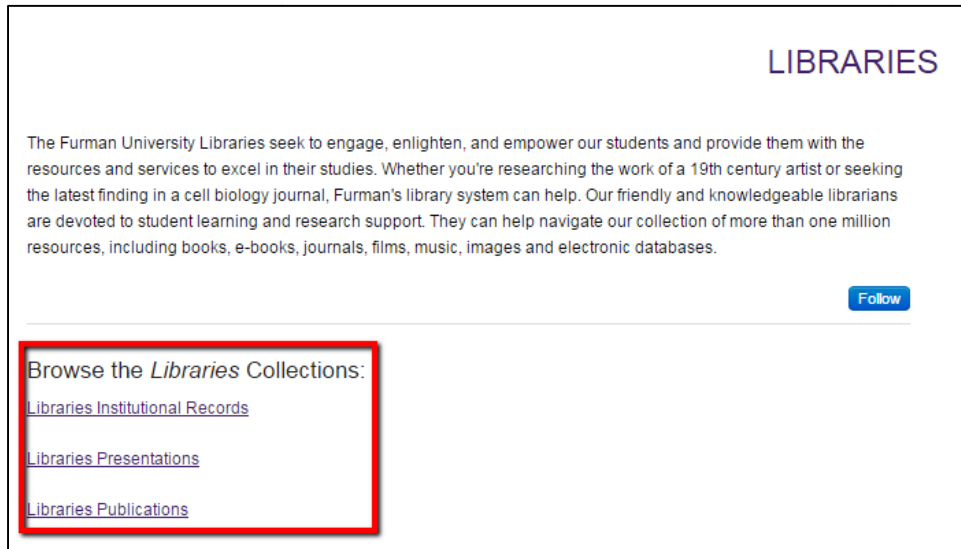 LIBRARIES
The Furman University Libraries seek to engage, enlighten, and empower our students and provide them with the
resources and services to excel in their studies. Whether you're researching the work of a 19th century artist or seeking
the latest finding in a cell biology journal, Furman's library system can help. Our friendly and knowledgeable librarians
are devoted to student learning and research support. They can help navigate our collection of more than one million
resources, including books, e-books, journals, films, music, images and electronic databases.
Follow
Browse the Libraries Collections:
Libraries Institutional Records
Libraries Presentations
Libraries Publications